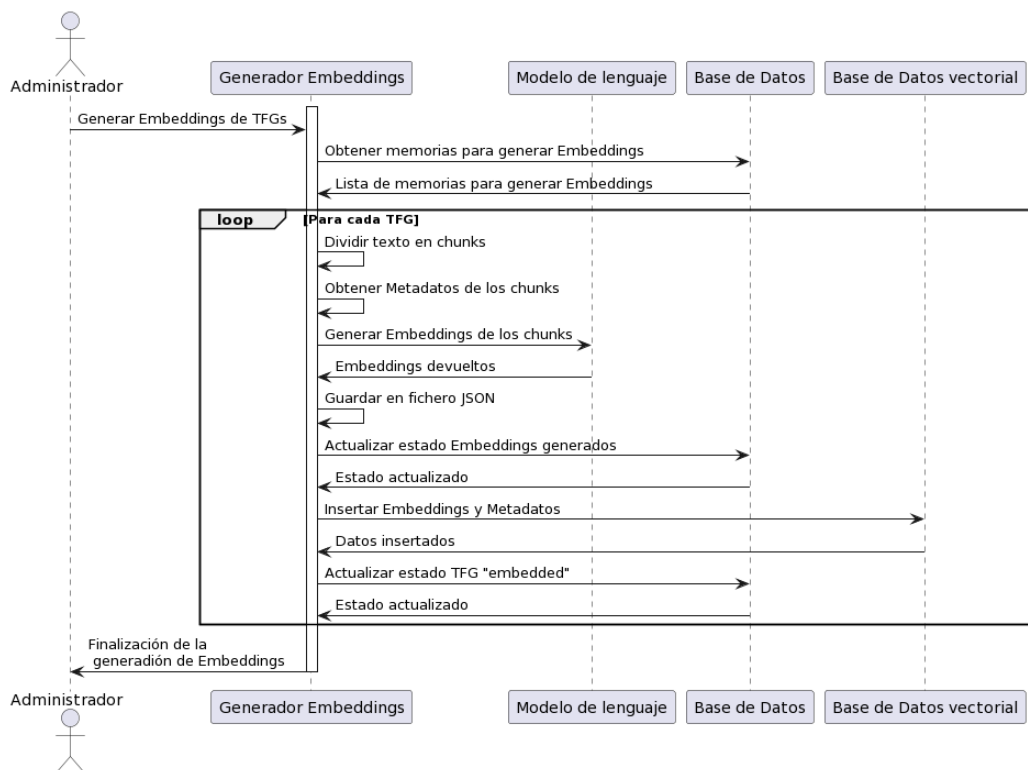 Administrador
Generador Embeddings
Modelo de lenguaje
Base de Datos
Base de Datos vectorial
Generar Embeddings de TFGs
Obtener memorias para generar Embeddings
Lista de memorias para generar Embeddings
loop
[Para cada TFG]
Dividir texto en chunks
Obtener Metadatos de los chunks
Generar Embeddings de los chunks
Embeddings devueltos
Guardar en fichero JSON
Actualizar estado Embeddings generados
Estado actualizado
Insertar Embeddings y Metadatos
Datos insertados
Actualizar estado TFG "embedded"
Estado actualizado
Finalización de la
generadión de Embeddings
Administrador
Generador Embeddings
Modelo de lenguaje
Base de Datos
Base de Datos vectorial